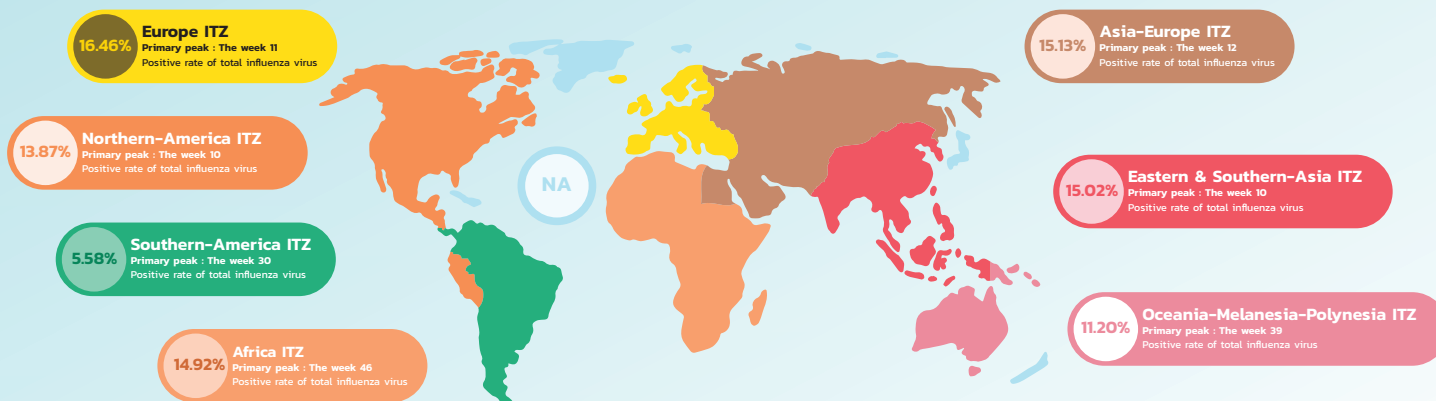 16.46%
Europe ITZ
Primary peak : The week 11
Positive rate of total influenza virus
13.87%
Northern-America ITZ
Primary peak : The week 10
Positive rate of total influenza virus
5.58%
Southern-America ITZ
Primary peak : The week 30
Positive rate of total influenza virus
14.92%
Africa ITZ
Primary peak : The week 46
Positive rate of total influenza virus
NA
15.13%
Asia-Europe ITZ
Primary peak : The week 12
Positive rate of total influenza virus
15.02%
Eastern & Southern-Asia ITZ
Primary peak : The week 10
Positive rate of total influenza virus
11.20%
Oceania-Melanesia-Polynesia ITZ
Primary peak : The week 39
Positive rate of total influenza virus